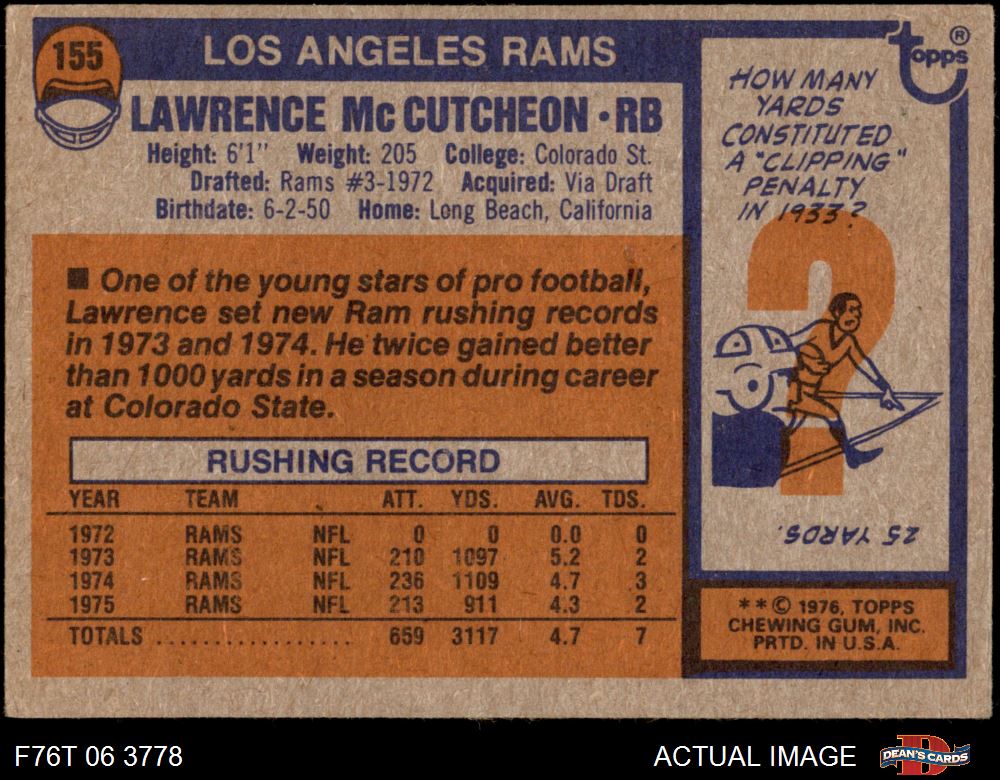 155
LOS ANGELES RAMS
LAWRENCE McCUTCHEON • RB
Height: 6'1" Weight: 205 College: Colorado St.
Drafted: Rams #3-1972 Acquired: Via Draft
Birthdate: 6-2-50 Home: Long Beach, California
■ One of the young stars of pro football,
Lawrence set new Ram rushing records
in 1973 and 1974. He twice gained better
than 1000 yards in a season during career
at Colorado State.
RUSHING RECORD
YEAR TEAM ATT. YDS. AVG. TDS.
1972 RAMS NFL 0 0 0.0 0
1973 RAMS NFL 210 1097 5.2 2
1974 RAMS NFL 236 1109 4.7 3
1975 RAMS NFL 213 911 4.3 2
TOTALS .................. 659 3117 4.7 7
topps ®
HOW MANY
YARDS
CONSTITUTED
A "CLIPPING"
PENALTY
IN 1933?
25 YARDS.
**© 1976, TOPPS
CHEWING GUM, INC.
PRTD. IN U.S.A.
F76T 06 3778
ACTUAL IMAGE
D
DEAN'S CARDS